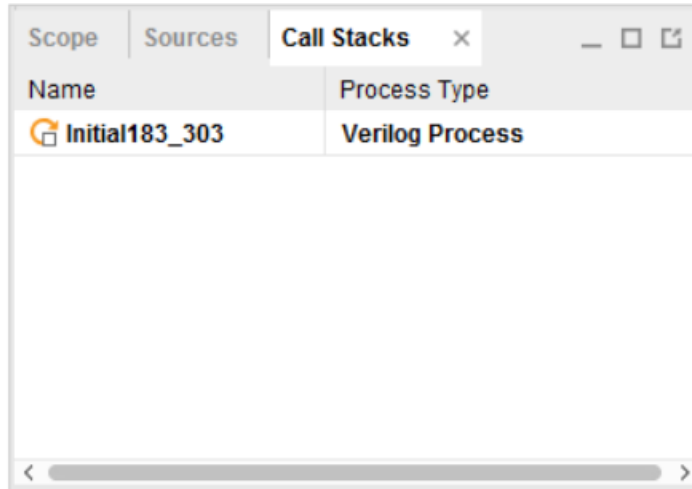 Scope Sources Call Stacks
Name Process Type
Initial183_303 Verilog Process